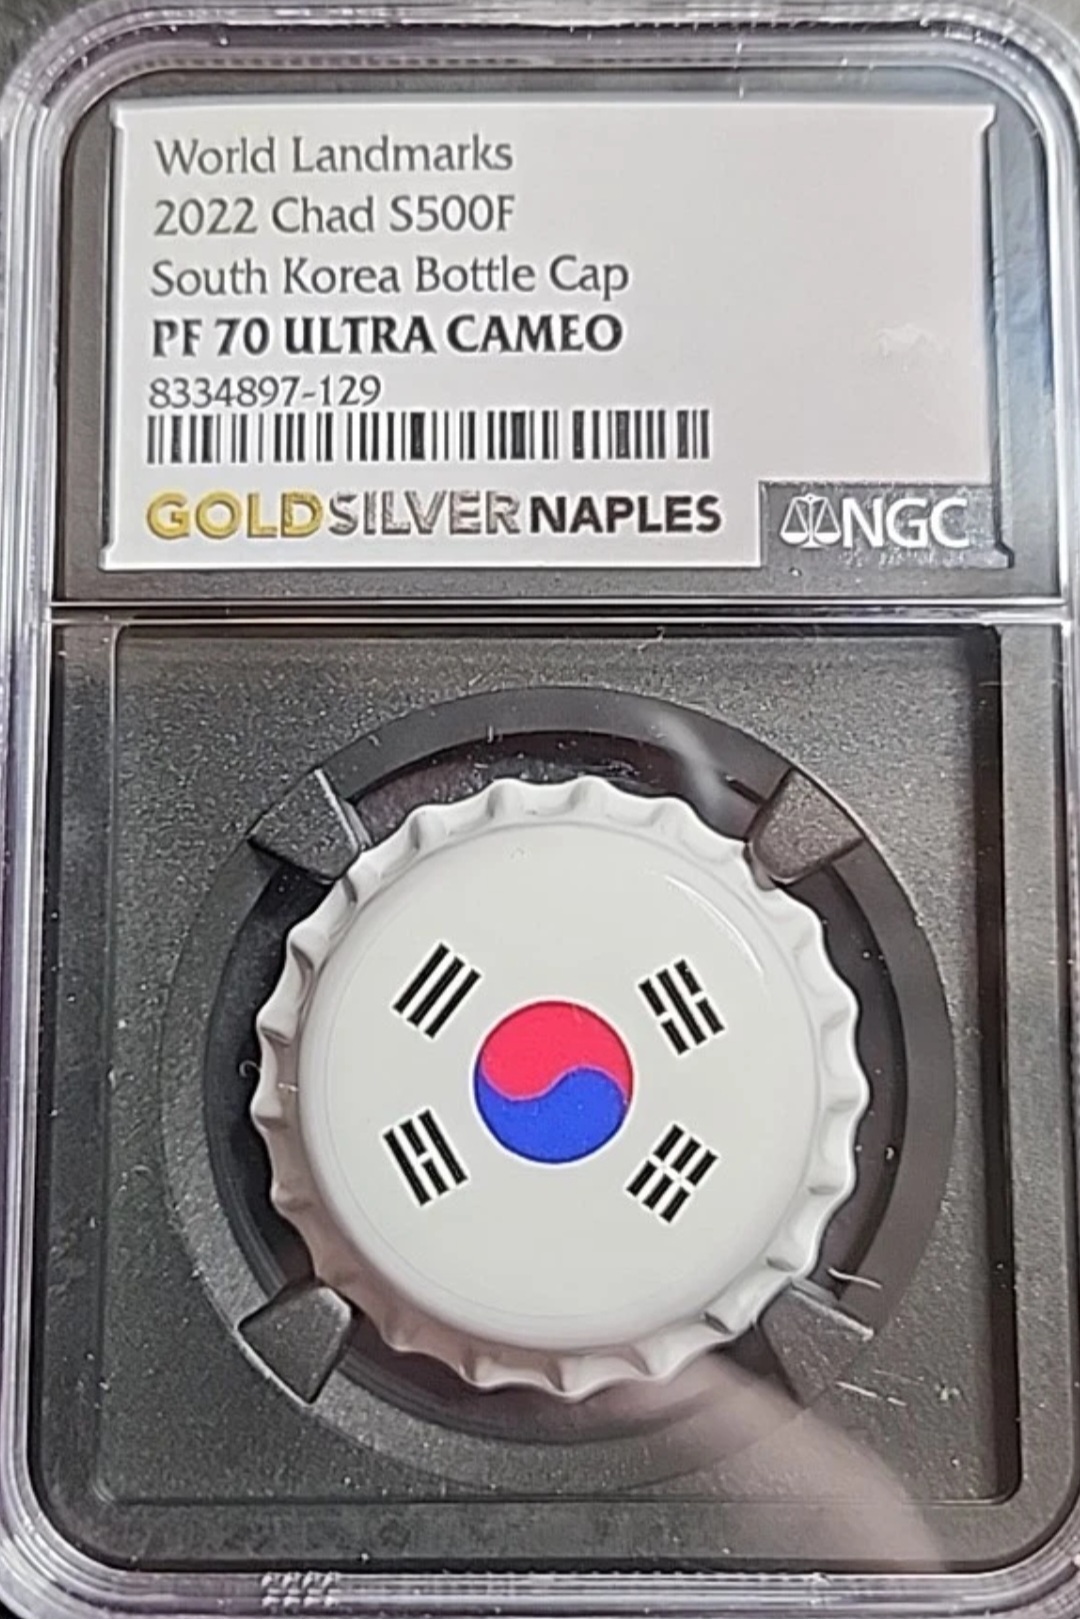 World Landmarks
2022 Chad S500F
South Korea Bottle Cap
PF 70 ULTRA CAMEO
8334897-129
GOLDSILVERNAPLES
NGC